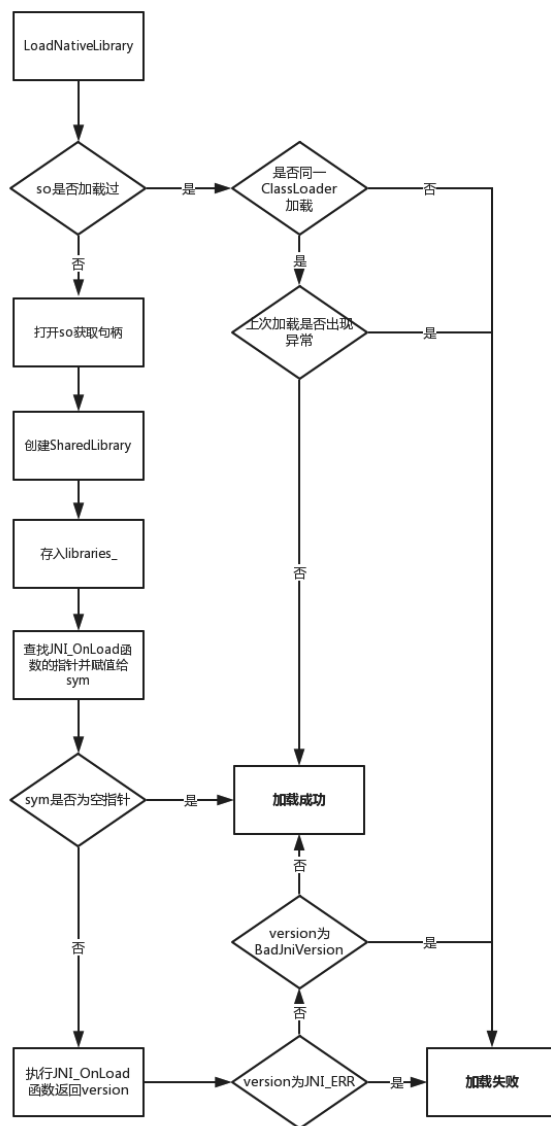 LoadNativeLibrary
so是否加载过
是
是否同一
ClassLoader
加载
否
否
是
打开so获取句柄
上次加载是否出现
异常
是
创建SharedLibrary
存入libraries_
否
查找JNI_OnLoad函
数的指针并赋值给
sym
sym是否为空指针
是
加载成功
否
否
version为
BadJniVersion
是
否
执行JNI_OnLoad
函数返回version
version为JNI_ERR
是
加载失败